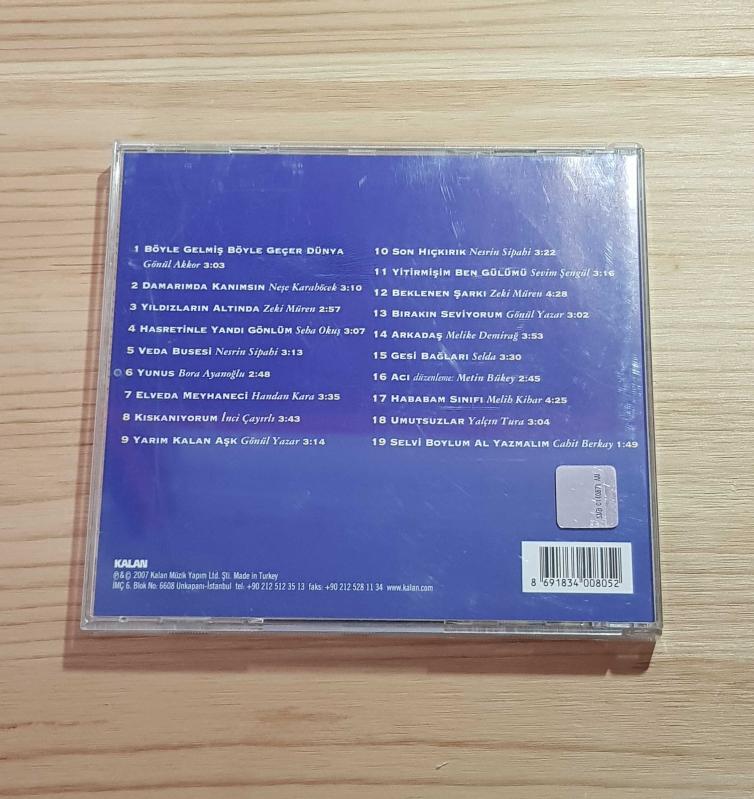 1 BÖYLE GELMİŞ BÖYLE GEÇER DÜNYA
Gönül Akkor 3:03
2 DAMARIMDA KANIMSIN Neşe Karaböcek 3:10
3 YILDIZLARIN ALTINDA Zeki Müren 2:57
4 HASRETINLE YANDI GÖNLÜM Seha Okuş 3:07
5 VEDA BUSESİ Nesrin Sipahi 3:13
6 YUNUS Bora Ayanoğlu 2:48
7 ELVEDA MEYHANECİ Handan Kara 3:35
8 KISKANIYORUM İnci Çayırlı 3:43
9 YARIM KALAN AŞK Gönül Yazar 3:14
10 SON HIÇKIRIK Nesrin Sipahi 3:22
11 YİTİRMİŞİM BEN GÜLÜMÜ Sevim Şengül 3:16
12 BEKLENEN ŞARKI Zeki Müren 4:28
13 BIRAKIN SEVİYORUM Gönül Yazar 3:02
14 ARKADAŞ Melike Demirağ 3:53
15 GESİ BAĞLARI Selda 3:30
16 ACI düzenleme: Metin Bükey 2:45
17 HABABAM SINIFI Melih Kibar 4:25
18 UMUTSUZLAR Yalçın Tura 3:04
19 SELVİ BOYLUM AL YAZMALIM Cahit Berkay 1:49
KALAN
℗ & © 2007 Kalan Müzik Yapım Ltd. Şti. Made in Turkey
İMÇ 6. Blok No: 6608 Unkapanı-İstanbul tel: +90 212 512 35 13 faks: +90 212 528 11 34 www.kalan.com
8 691834 008052